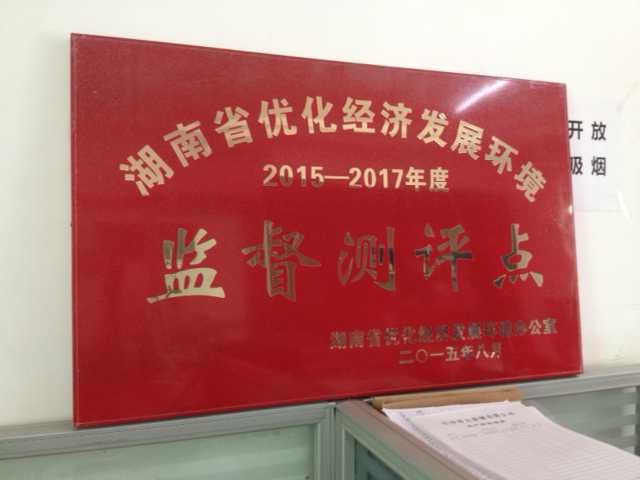 湖南省优化经济发展环境
2015—2017年度
监督测评点
湖南省优化经济发展环境办公室
二〇一五年八月
开放
吸烟